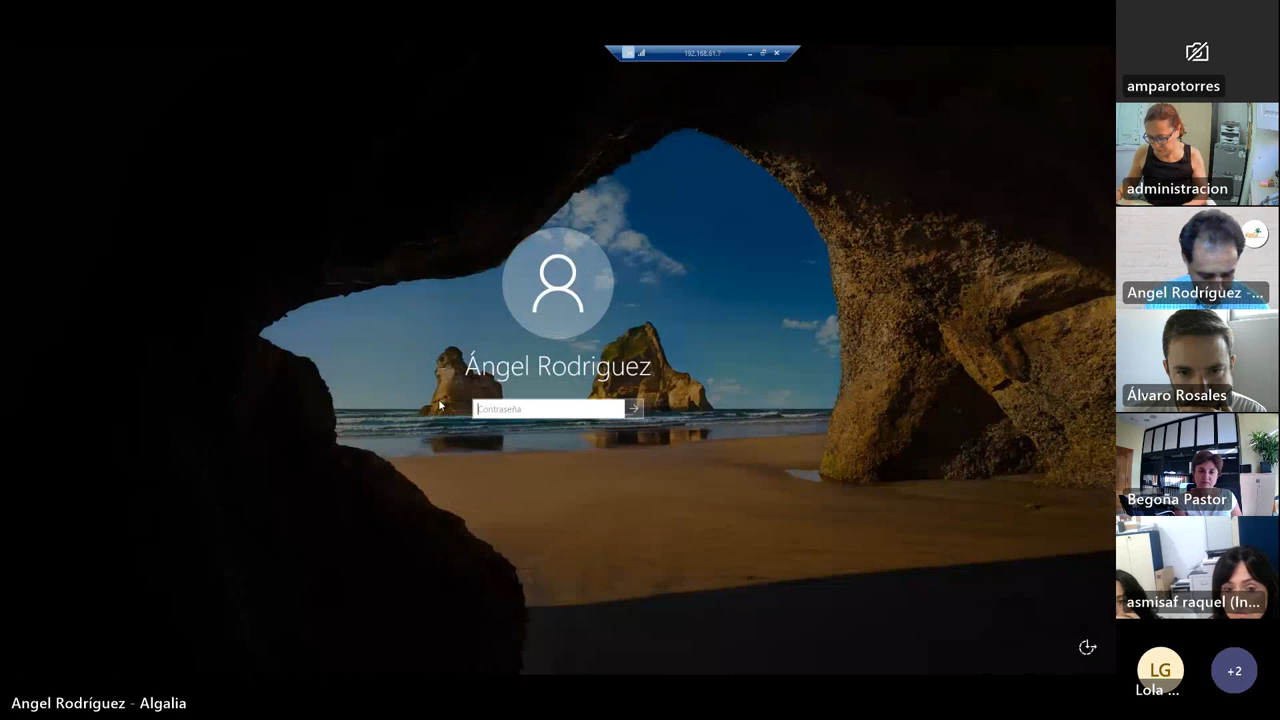 192.168.61.7
amparotorres
administracion
Angel Rodríguez -...
Álvaro Rosales
Begoña Pastor
asmisaf raquel (In...
LG
Lola ...
+2
Ángel Rodriguez
Contraseña
Angel Rodríguez - Algalia